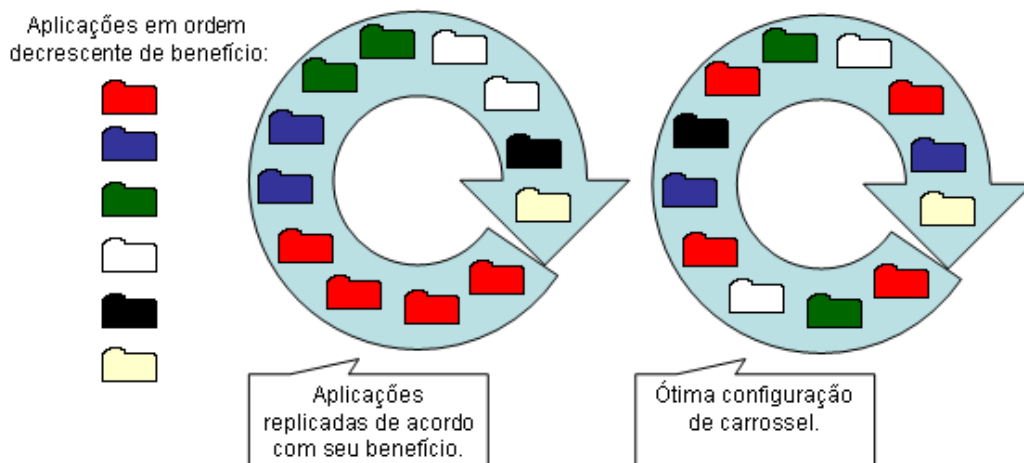 Aplicações em ordem
decrescente de benefício:
Aplicações
replicadas de acordo
com seu benefício.
Ótima configuração
de carrossel.